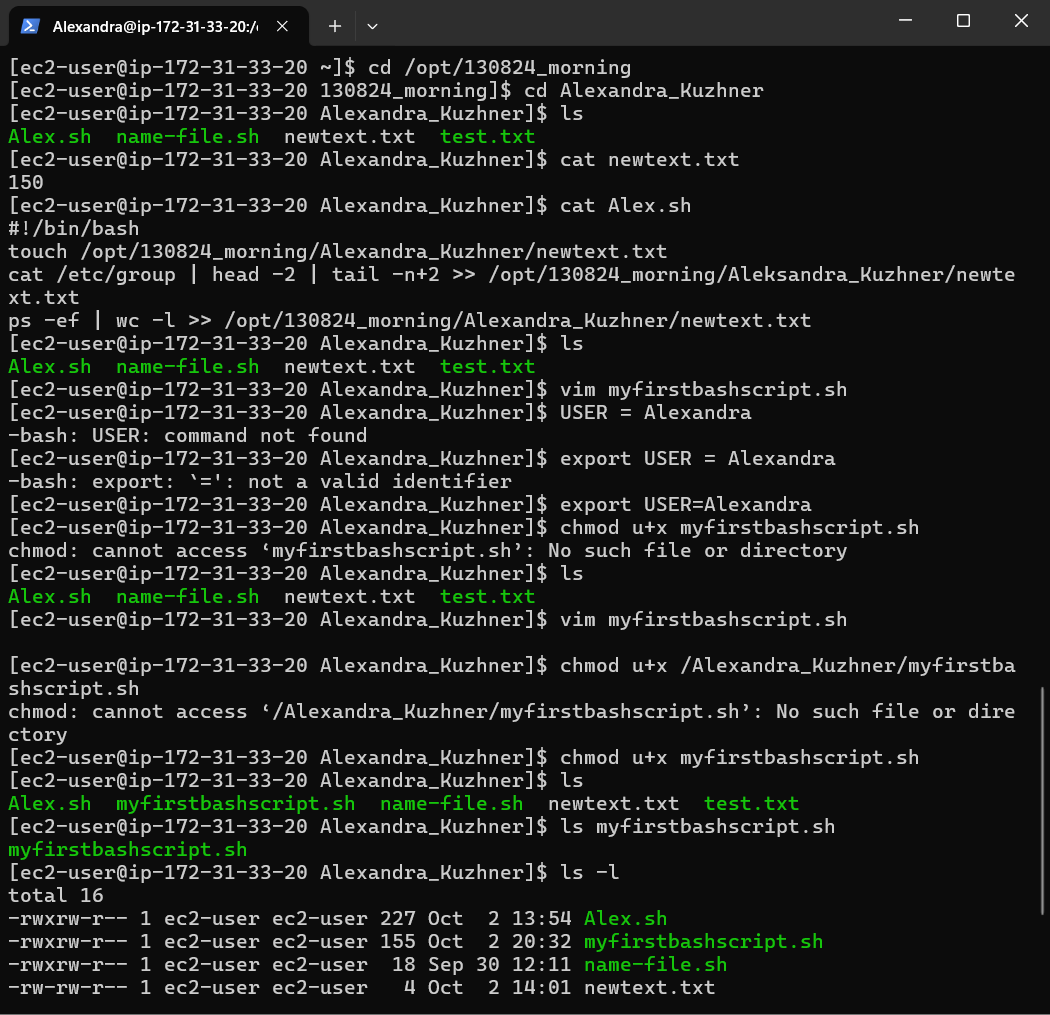 Alexandra@ip-172-31-33-20:/
[ec2-user@ip-172-31-33-20 ~]$ cd /opt/130824_morning
[ec2-user@ip-172-31-33-20 130824_morning]$ cd Alexandra_Kuzhner
[ec2-user@ip-172-31-33-20 Alexandra_Kuzhner]$ ls
Alex.sh  name-file.sh  newtext.txt  test.txt
[ec2-user@ip-172-31-33-20 Alexandra_Kuzhner]$ cat newtext.txt
150
[ec2-user@ip-172-31-33-20 Alexandra_Kuzhner]$ cat Alex.sh
#!/bin/bash
touch /opt/130824_morning/Alexandra_Kuzhner/newtext.txt
cat /etc/group | head -2 | tail -n+2 >> /opt/130824_morning/Aleksandra_Kuzhner/newte
xt.txt
ps -ef | wc -l >> /opt/130824_morning/Alexandra_Kuzhner/newtext.txt
[ec2-user@ip-172-31-33-20 Alexandra_Kuzhner]$ ls
Alex.sh  name-file.sh  newtext.txt  test.txt
[ec2-user@ip-172-31-33-20 Alexandra_Kuzhner]$ vim myfirstbashscript.sh
[ec2-user@ip-172-31-33-20 Alexandra_Kuzhner]$ USER = Alexandra
-bash: USER: command not found
[ec2-user@ip-172-31-33-20 Alexandra_Kuzhner]$ export USER = Alexandra
-bash: export: `=': not a valid identifier
[ec2-user@ip-172-31-33-20 Alexandra_Kuzhner]$ export USER=Alexandra
[ec2-user@ip-172-31-33-20 Alexandra_Kuzhner]$ chmod u+x myfirstbashscript.sh
chmod: cannot access ‘myfirstbashscript.sh’: No such file or directory
[ec2-user@ip-172-31-33-20 Alexandra_Kuzhner]$ ls
Alex.sh  name-file.sh  newtext.txt  test.txt
[ec2-user@ip-172-31-33-20 Alexandra_Kuzhner]$ vim myfirstbashscript.sh
[ec2-user@ip-172-31-33-20 Alexandra_Kuzhner]$ chmod u+x /Alexandra_Kuzhner/myfirstba
shscript.sh
chmod: cannot access ‘/Alexandra_Kuzhner/myfirstbashscript.sh’: No such file or dire
ctory
[ec2-user@ip-172-31-33-20 Alexandra_Kuzhner]$ chmod u+x myfirstbashscript.sh
[ec2-user@ip-172-31-33-20 Alexandra_Kuzhner]$ ls
Alex.sh  myfirstbashscript.sh  name-file.sh  newtext.txt  test.txt
[ec2-user@ip-172-31-33-20 Alexandra_Kuzhner]$ ls myfirstbashscript.sh
myfirstbashscript.sh
[ec2-user@ip-172-31-33-20 Alexandra_Kuzhner]$ ls -l
total 16
-rwxrw-r-- 1 ec2-user ec2-user 227 Oct  2 13:54 Alex.sh
-rwxrw-r-- 1 ec2-user ec2-user 155 Oct  2 20:32 myfirstbashscript.sh
-rwxrw-r-- 1 ec2-user ec2-user  18 Sep 30 12:11 name-file.sh
-rw-rw-r-- 1 ec2-user ec2-user   4 Oct  2 14:01 newtext.txt